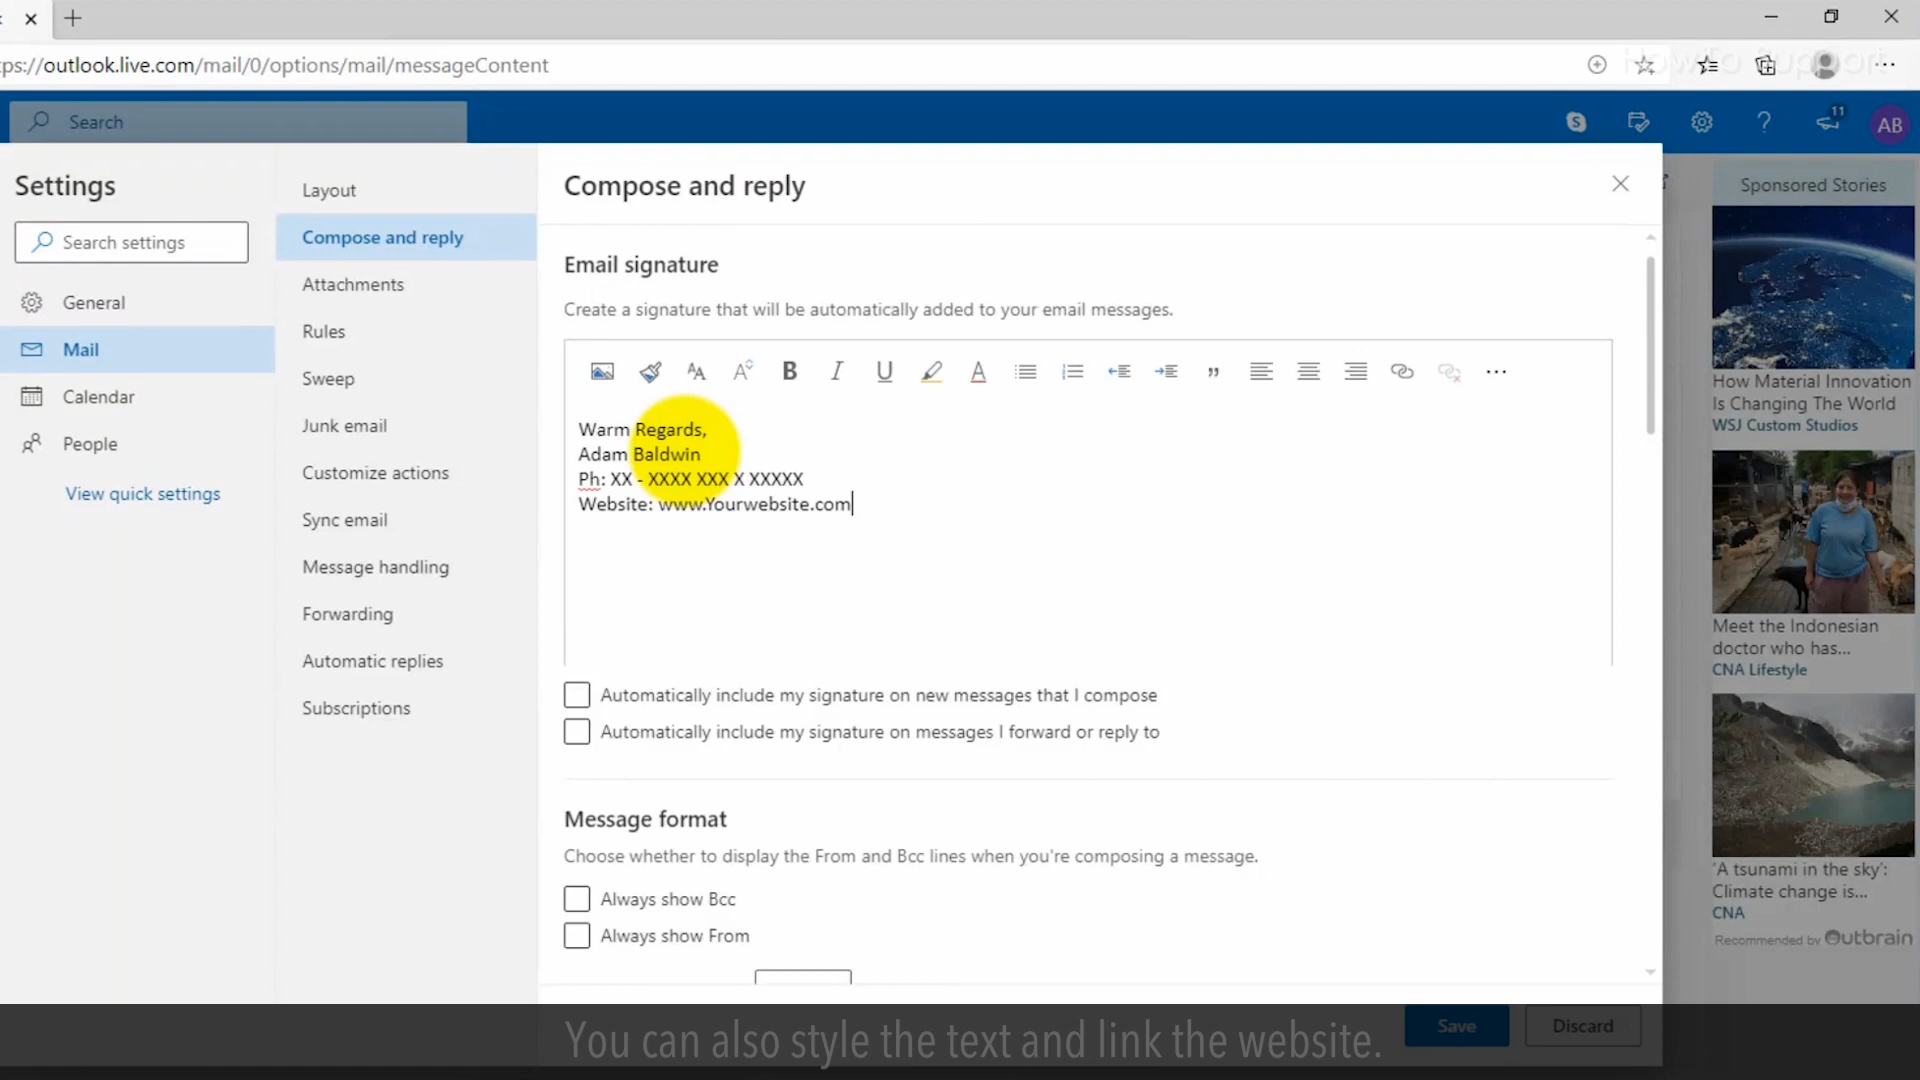 ps://outlook.live.com/mail/0/options/mail/messageContent
HowTo Support
Search
11
AB
Settings
Search settings
General
Mail
Calendar
People
View quick settings
Layout
Compose and reply
Attachments
Rules
Sweep
Junk email
Customize actions
Sync email
Message handling
Forwarding
Automatic replies
Subscriptions
Compose and reply
Email signature
Create a signature that will be automatically added to your email messages.
Warm Regards,
Adam Baldwin
Ph: XX - XXXX XXX X XXXXX
Website: www.Yourwebsite.com
Automatically include my signature on new messages that I compose
Automatically include my signature on messages I forward or reply to
Message format
Choose whether to display the From and Bcc lines when you're composing a message.
Always show Bcc
Always show From
Save
Discard
Sponsored Stories
How Material Innovation
Is Changing The World
WSJ Custom Studios
Meet the Indonesian
doctor who has...
CNA Lifestyle
'A tsunami in the sky':
Climate change is...
CNA
Recommended by Outbrain
You can also style the text and link the website.